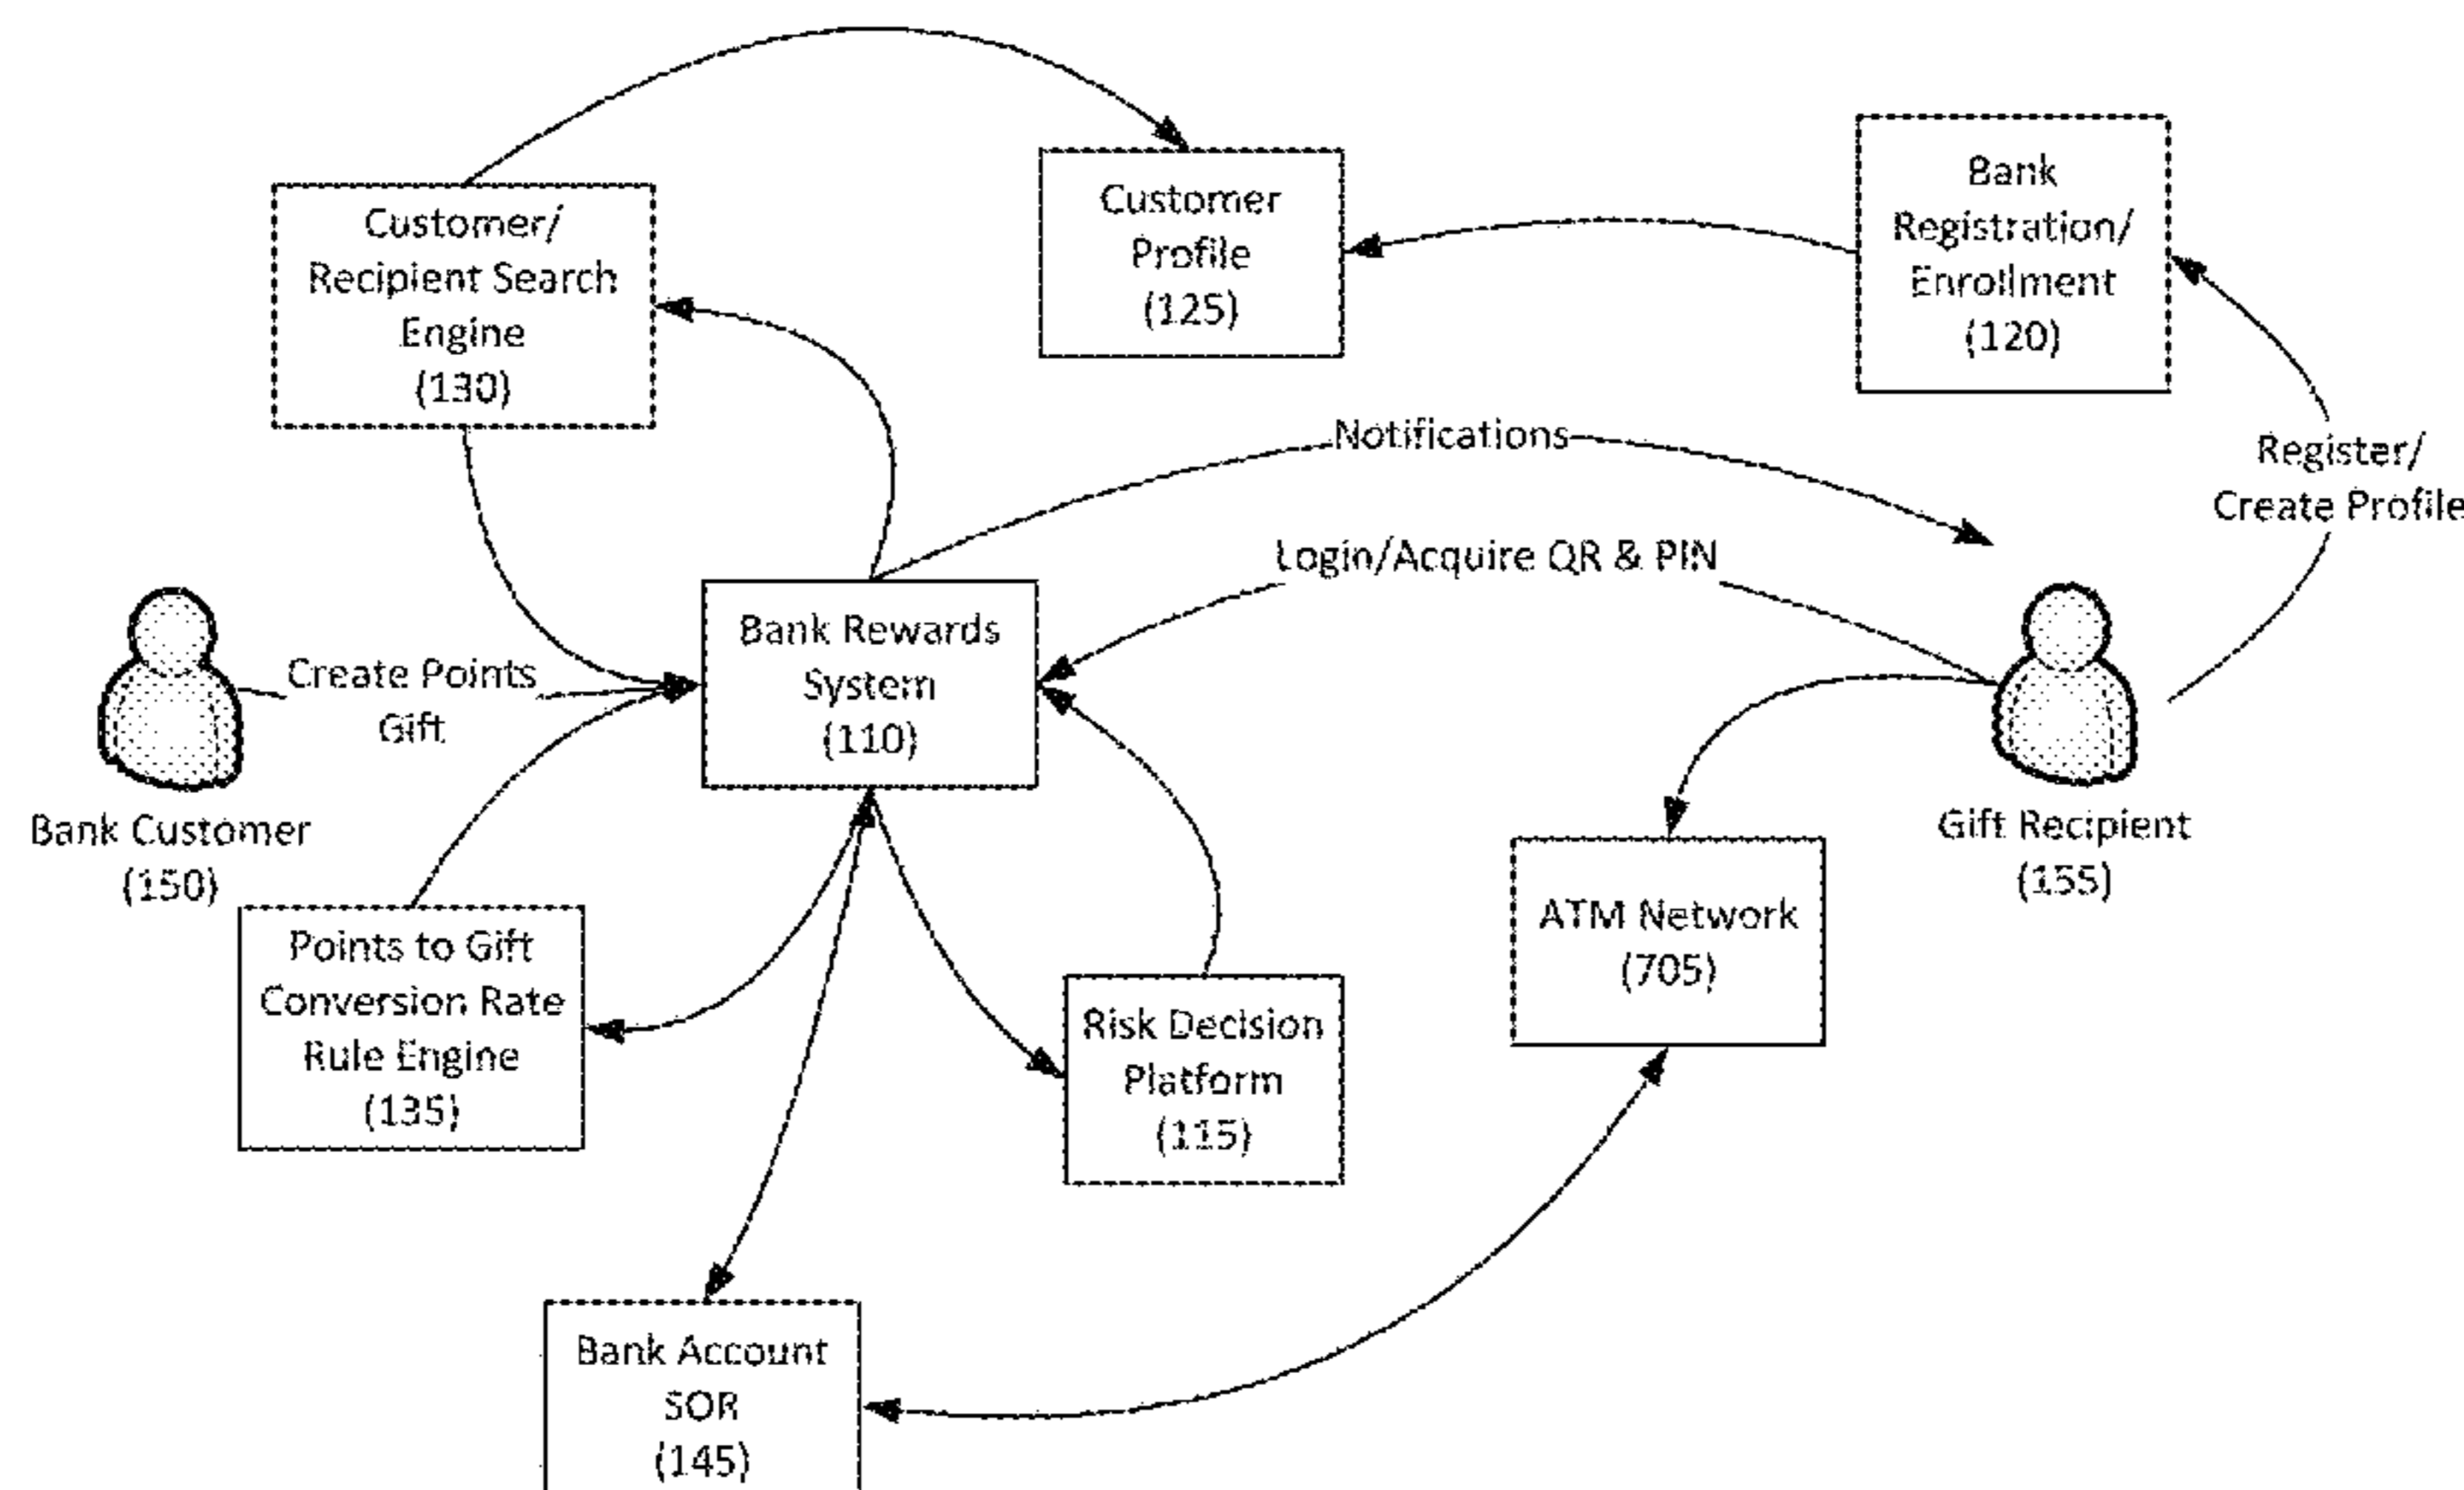 Customer/
Recipient Search
Engine
(130)
Customer
Profile
(125)
Bank
Registration/
Enrollment
(120)
Notifications
Register/
Create Profile
Login/Acquire QR & PIN
Bank Rewards
System
(110)
Create Points
Gift
Bank Customer
(150)
Gift Recipient
(155)
Points to Gift
Conversion Rate
Rule Engine
(135)
Risk Decision
Platform
(115)
ATM Network
(705)
Bank Account
SOR
(145)